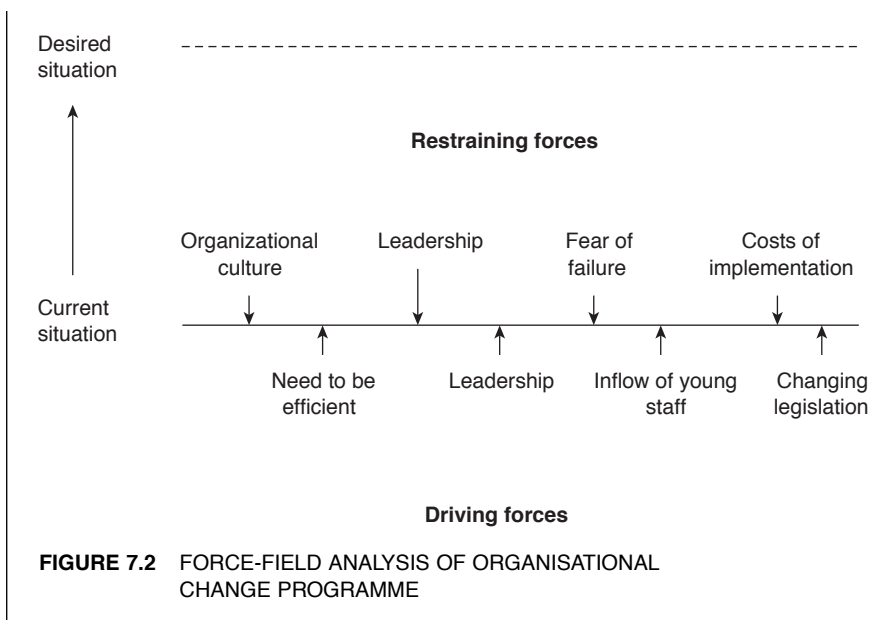 Desired
situation
Restraining forces
Organizational
culture
Leadership
Fear of
failure
Costs of
implementation
Current
situation
Need to be
efficient
Leadership
Inflow of young
staff
Changing
legislation
Driving forces
FIGURE 7.2 FORCE-FIELD ANALYSIS OF ORGANISATIONAL
CHANGE PROGRAMME